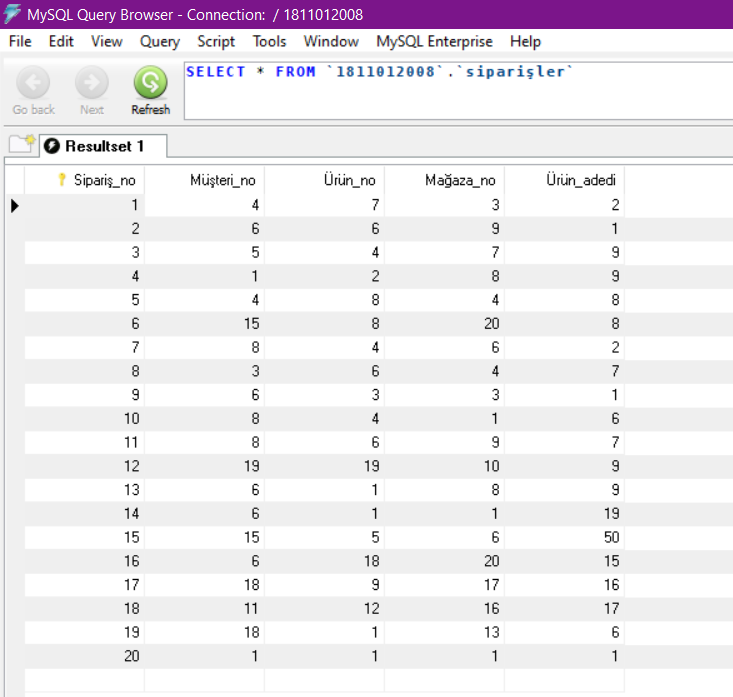 MySQL Query Browser - Connection:  / 1811012008
File Edit View Query Script Tools Window MySQL Enterprise Help
SELECT * FROM `1811012008`.`siparişler`
Go back Next Refresh
Resultset 1
Sipariş_no Müşteri_no Ürün_no Mağaza_no Ürün_adedi
1 4 7 3 2
2 6 6 9 1
3 5 4 7 9
4 1 2 8 9
5 4 8 4 8
6 15 8 20 8
7 8 4 6 2
8 3 6 4 7
9 6 3 3 1
10 8 4 1 6
11 8 6 9 7
12 19 19 10 9
13 6 1 8 9
14 6 1 1 19
15 15 5 6 50
16 6 18 20 15
17 18 9 17 16
18 11 12 16 17
19 18 1 13 6
20 1 1 1 1